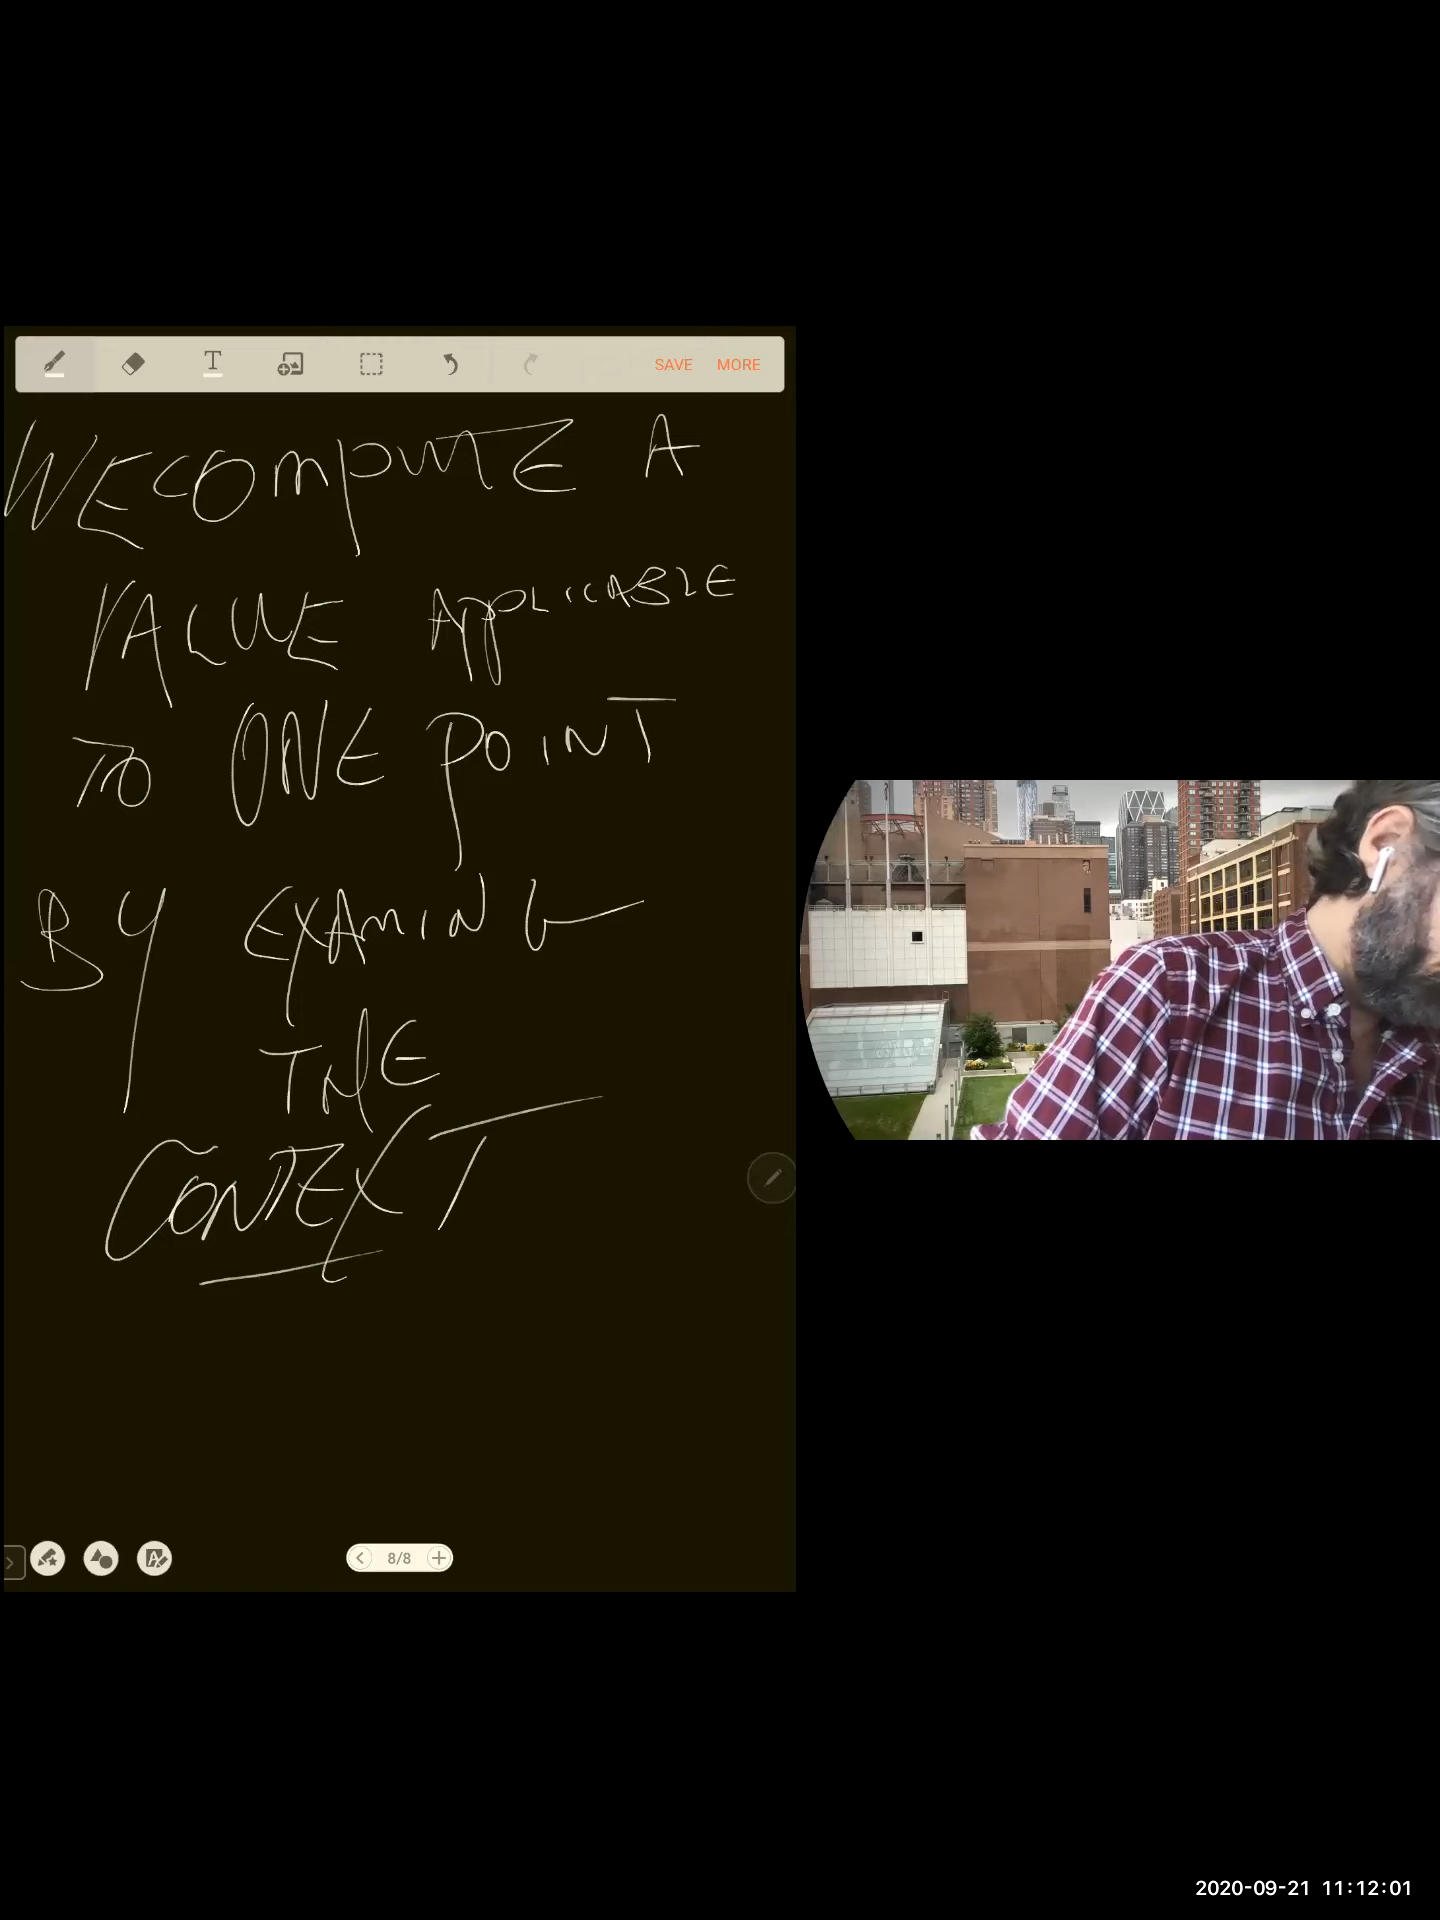 T
SAVE MORE
WE COMPUTE A
VALUE APPLICABLE
TO ONE POINT
BY EXAMING
THE
CONTEXT
A
8/8
2020-09-21 11:12:01